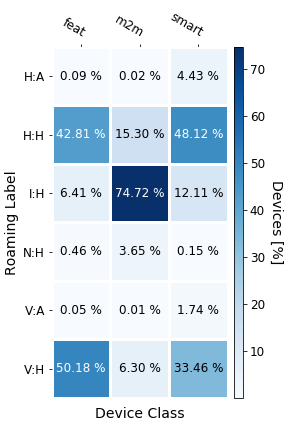 feat m2m smart
H:A 0.09 % 0.02 % 4.43 %
H:H 42.81 % 15.30 % 48.12 %
I:H 6.41 % 74.72 % 12.11 %
N:H 0.46 % 3.65 % 0.15 %
V:A 0.05 % 0.01 % 1.74 %
V:H 50.18 % 6.30 % 33.46 %
Roaming Label
Device Class
70
60
50
40
30
20
10
Devices [%]